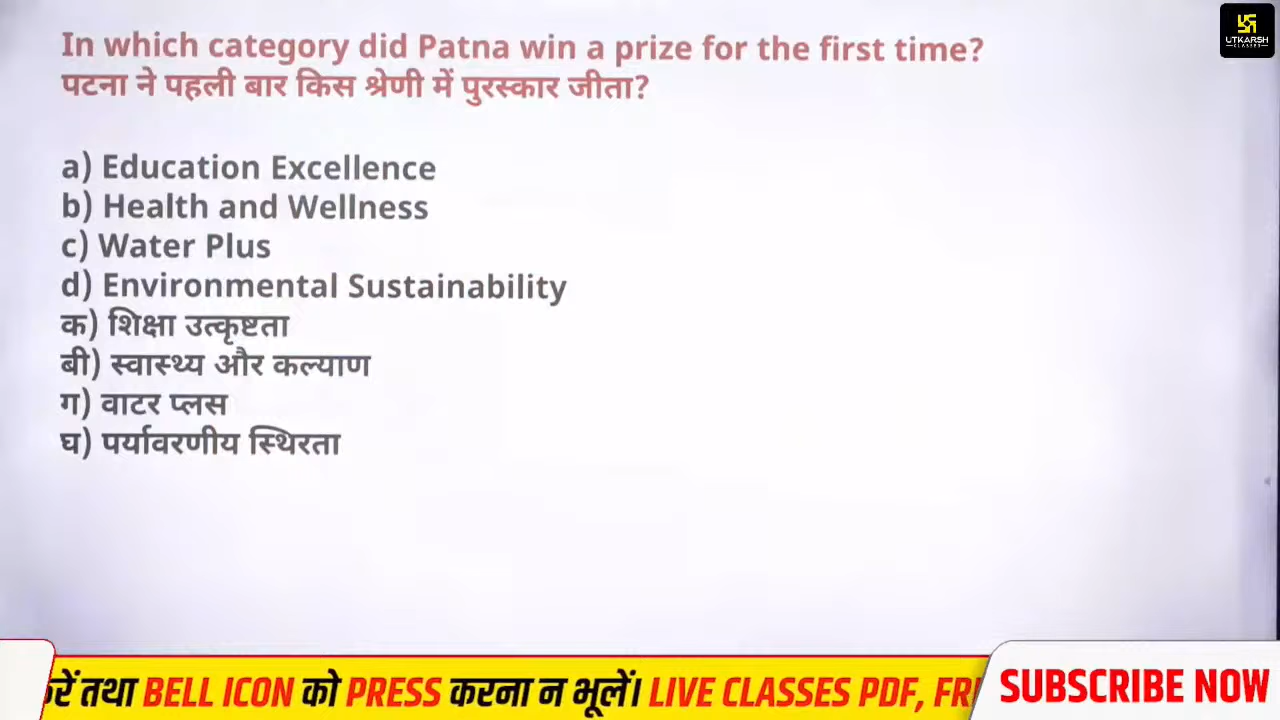 In which category did Patna win a prize for the first time?
पटना ने पहली बार किस श्रेणी में पुरस्कार जीता?
a) Education Excellence
b) Health and Wellness
c) Water Plus
d) Environmental Sustainability
क) शिक्षा उत्कृष्टता
बी) स्वास्थ्य और कल्याण
ग) वाटर प्लस
घ) पर्यावरणीय स्थिरता
UTKARSH
CLASSES
तथा BELL ICON को PRESS करना न भूलें। LIVE CLASSES PDF,
SUBSCRIBE NOW